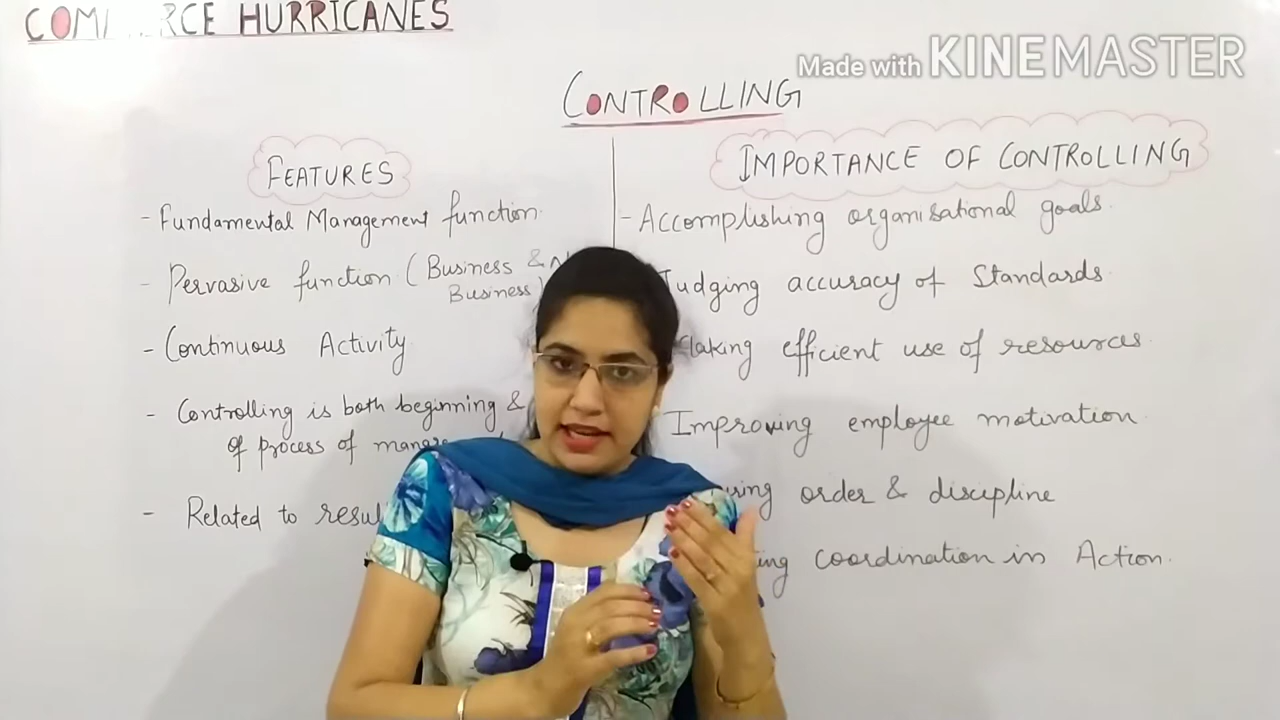 HURRICANES
Made with KINEMASTER
CONTROLLING
FEATURES
IMPORTANCE OF CONTROLLING
- Fundamental Management function
- Accomplishing organisational goals
- Pervasive function (Business &
Business)
Judging accuracy of Standards
- Continuous Activity
efficient use of resources
- Controlling is both beginning &
of process of
Improving employee motivation
- Related to
order & discipline
coordination in Action.